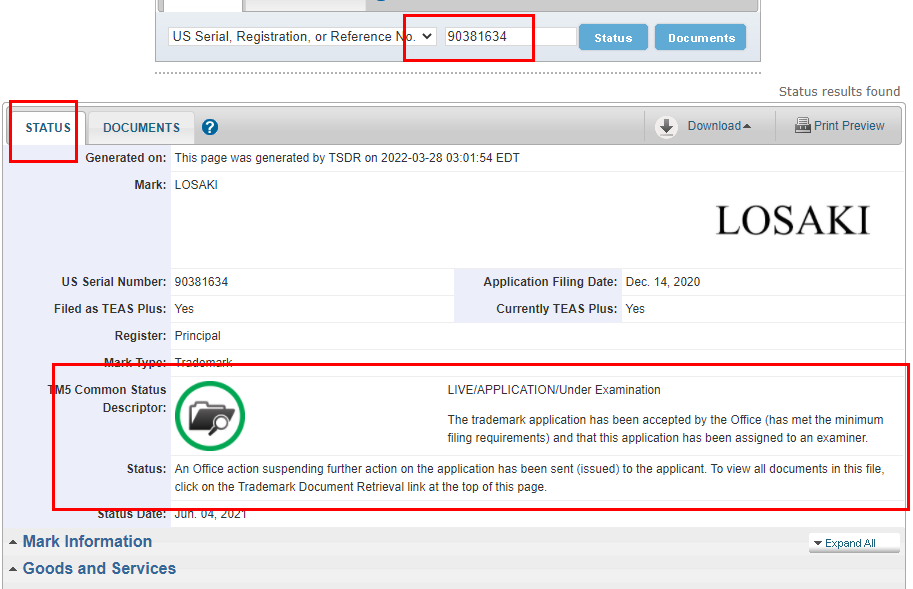 US Serial, Registration, or Reference No. 90381634 Status Documents
Status results found
STATUS DOCUMENTS ? Download Print Preview
Generated on: This page was generated by TSDR on 2022-03-28 03:01:54 EDT
Mark: LOSAKI
LOSAKI
US Serial Number: 90381634 Application Filing Date: Dec. 14, 2020
Filed as TEAS Plus: Yes Currently TEAS Plus: Yes
Register: Principal
Mark Type: Trademark
TM5 Common Status Descriptor: LIVE/APPLICATION/Under Examination
The trademark application has been accepted by the Office (has met the minimum
filing requirements) and that this application has been assigned to an examiner.
Status: An Office action suspending further action on the application has been sent (issued) to the applicant. To view all documents in this file,
click on the Trademark Document Retrieval link at the top of this page.
Status Date: Jun. 04, 2021
Mark Information Expand All
Goods and Services